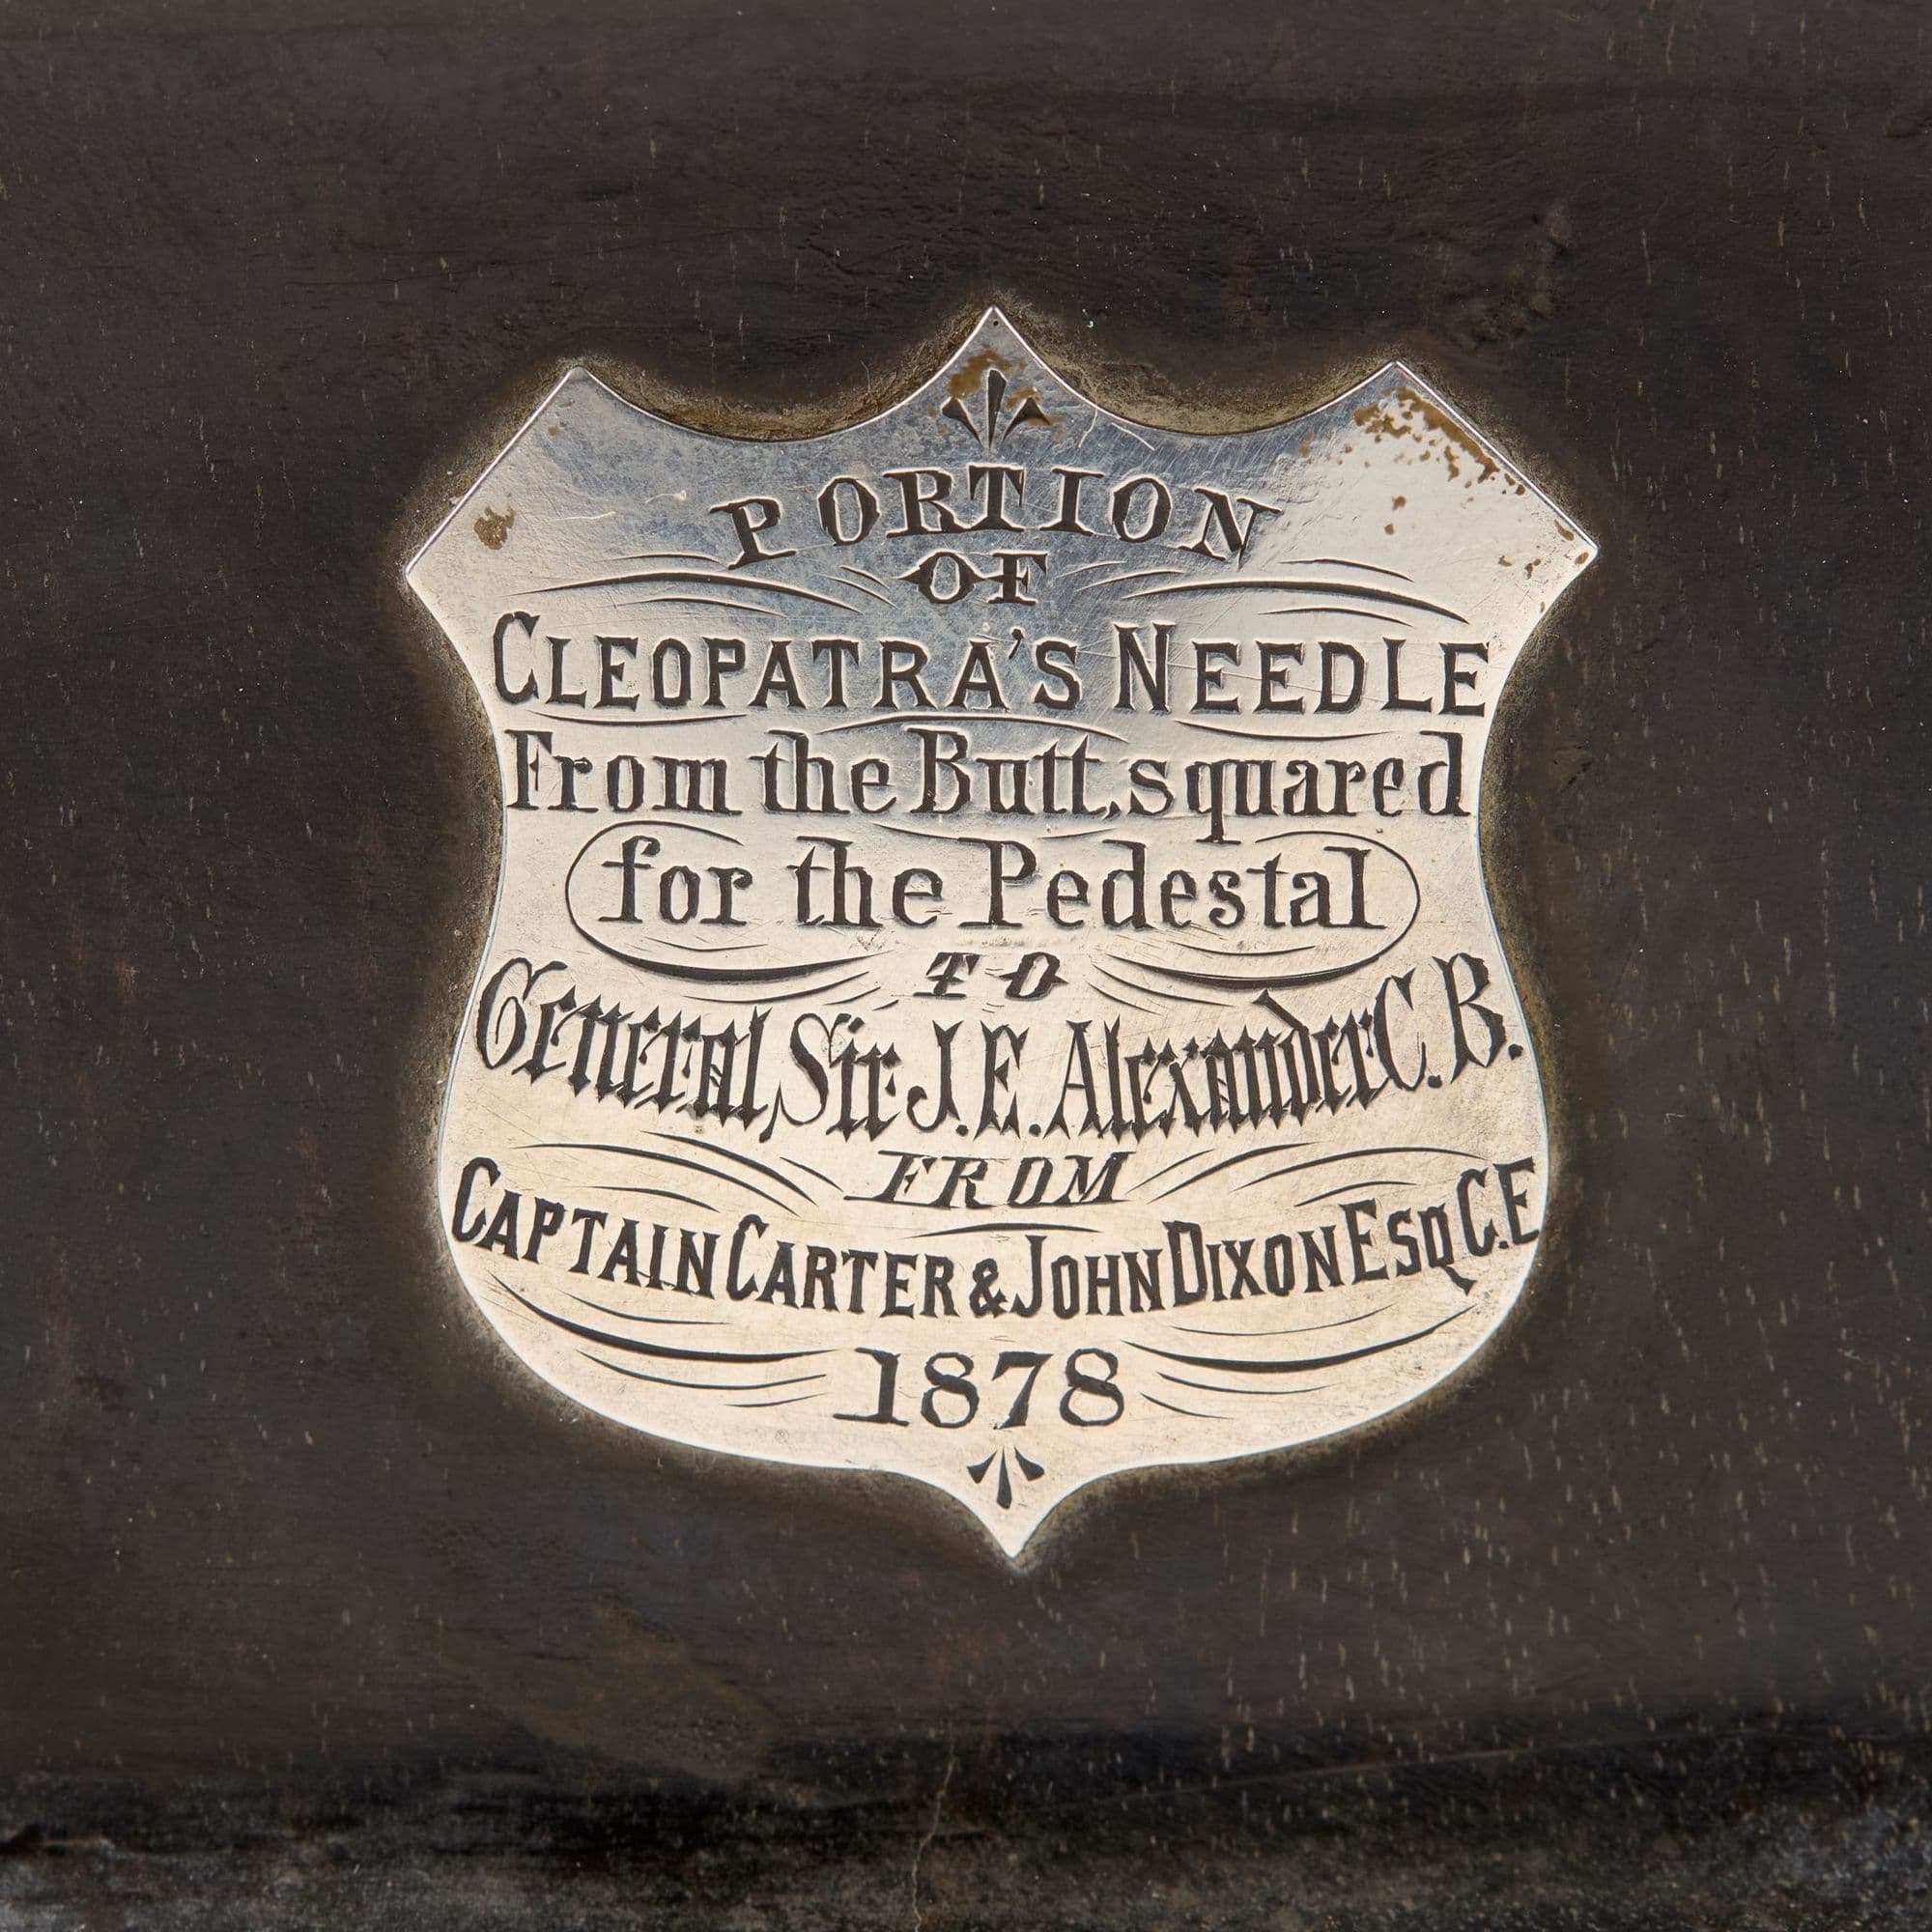 PORTION
OF
CLEOPATRA'S NEEDLE
From the Butt, squared
for the Pedestal
TO
General, Sir J.E. Alexander C.B.
FROM
CAPTAIN CARTER & JOHN DIXON ESQ C.E
1878